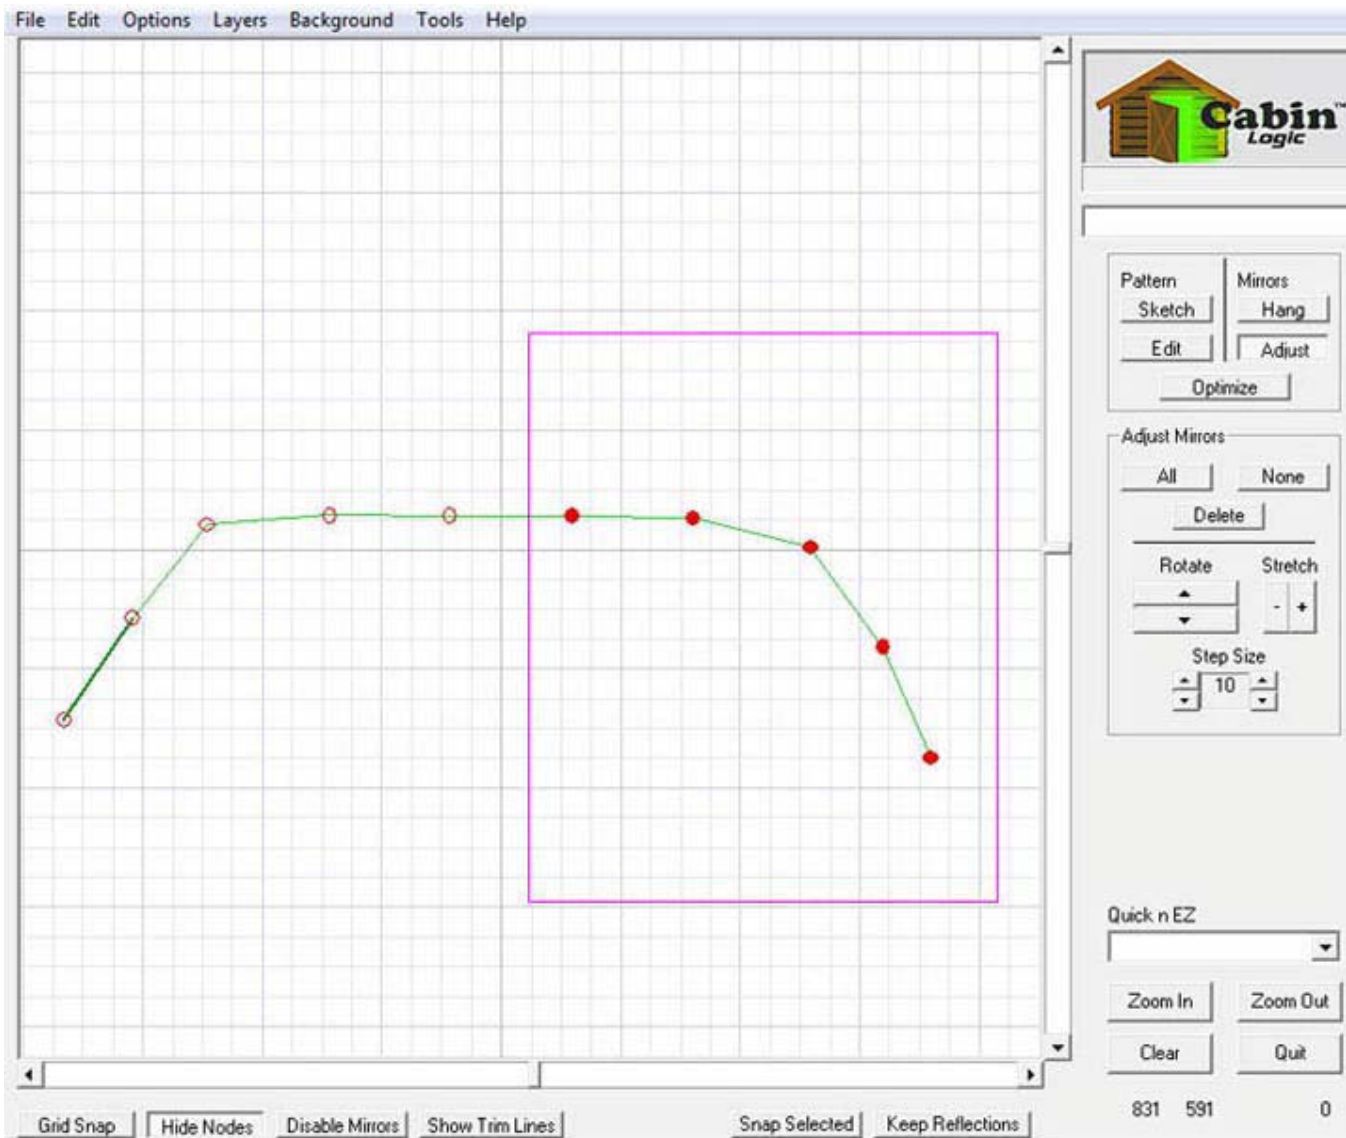 File Edit Options Layers Background Tools Help
Cabin™
Logic
Pattern Mirrors
Sketch Hang
Edit Adjust
Optimize
Adjust Mirrors
All None
Delete
Rotate Stretch
- +
Step Size
10
Quick n EZ
Zoom In Zoom Out
Clear Quit
831 591 0
Grid Snap Hide Nodes Disable Mirrors Show Trim Lines Snap Selected Keep Reflections